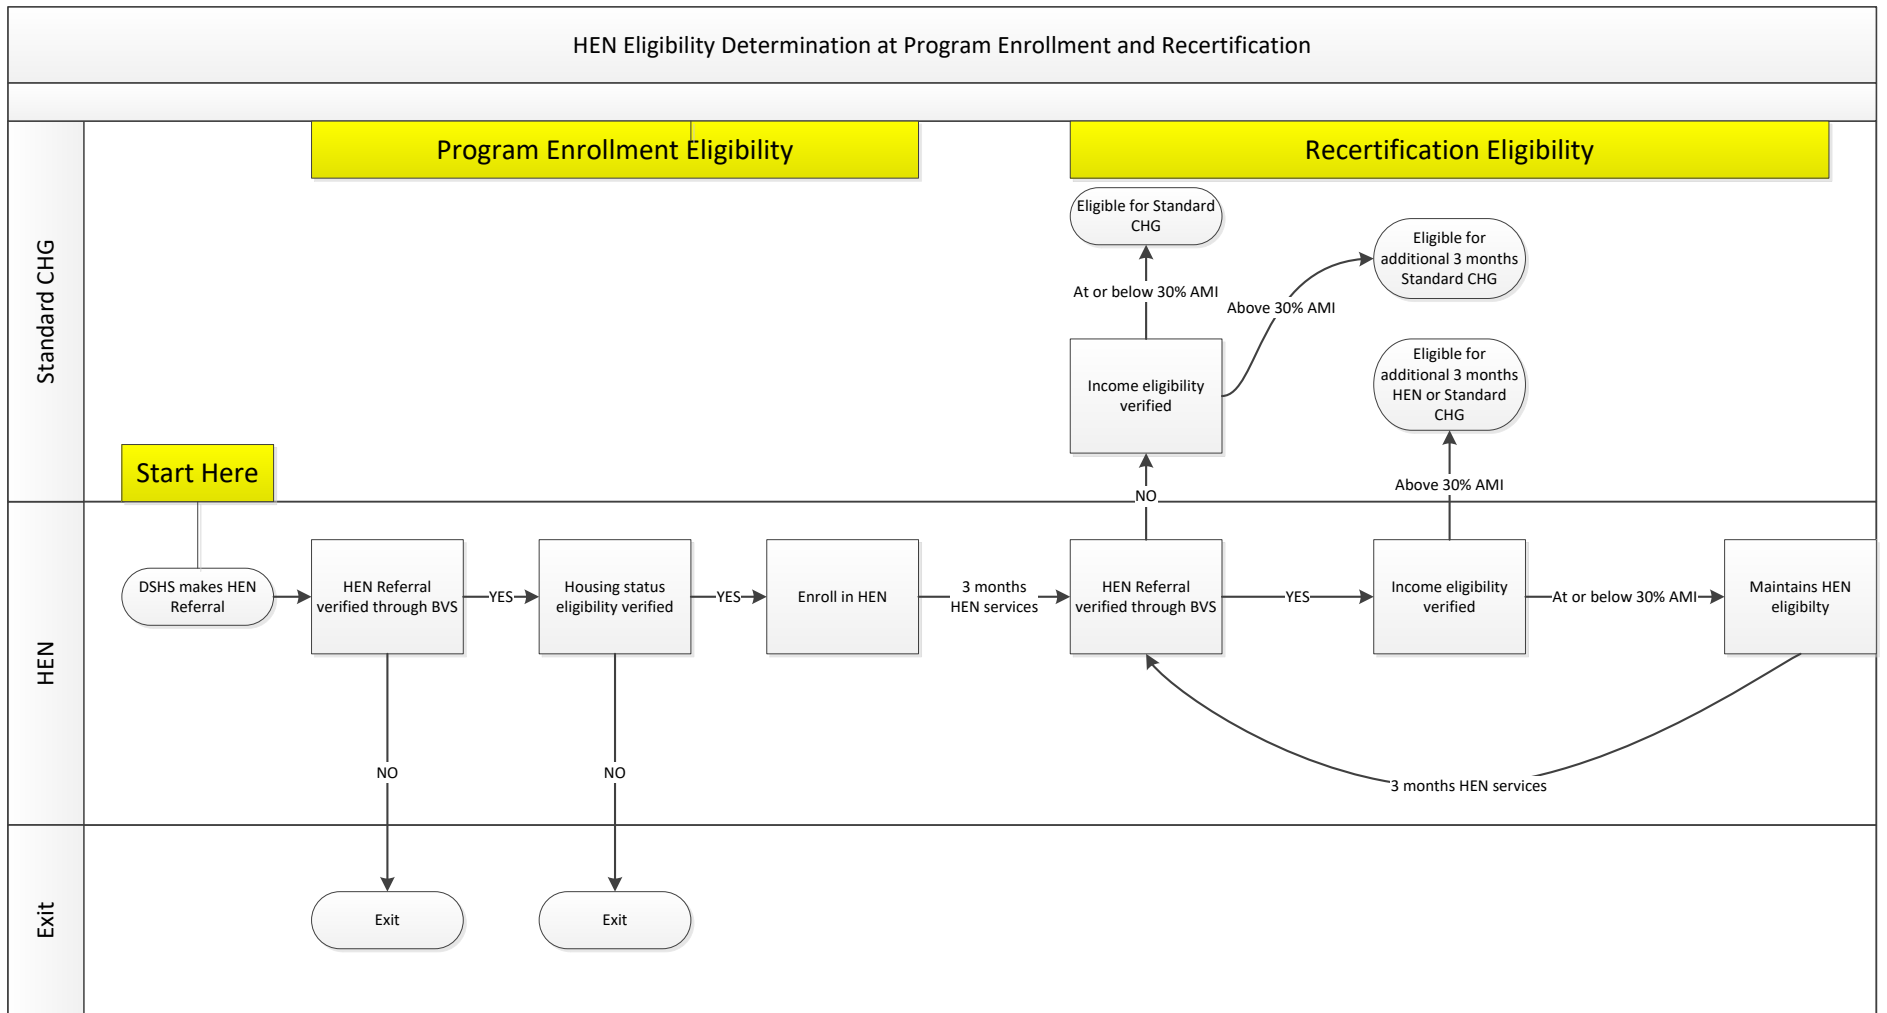 HEN Eligibility Determination at Program Enrollment and Recertification
Standard CHG
Program Enrollment Eligibility
Recertification Eligibility
Eligible for Standard
CHG
Eligible for
additional 3 months
Standard CHG
At or below 30% AMI
Above 30% AMI
Income eligibility
verified
Eligible for
additional 3 months
HEN or Standard
CHG
Start Here
NO
Above 30% AMI
HEN
DSHS makes HEN
Referral
HEN Referral
verified through BVS
YES
Housing status
eligibility verified
YES
Enroll in HEN
3 months
HEN services
HEN Referral
verified through BVS
YES
Income eligibility
verified
At or below 30% AMI
Maintains HEN
eligibilty
NO
NO
3 months HEN services
Exit
Exit
Exit